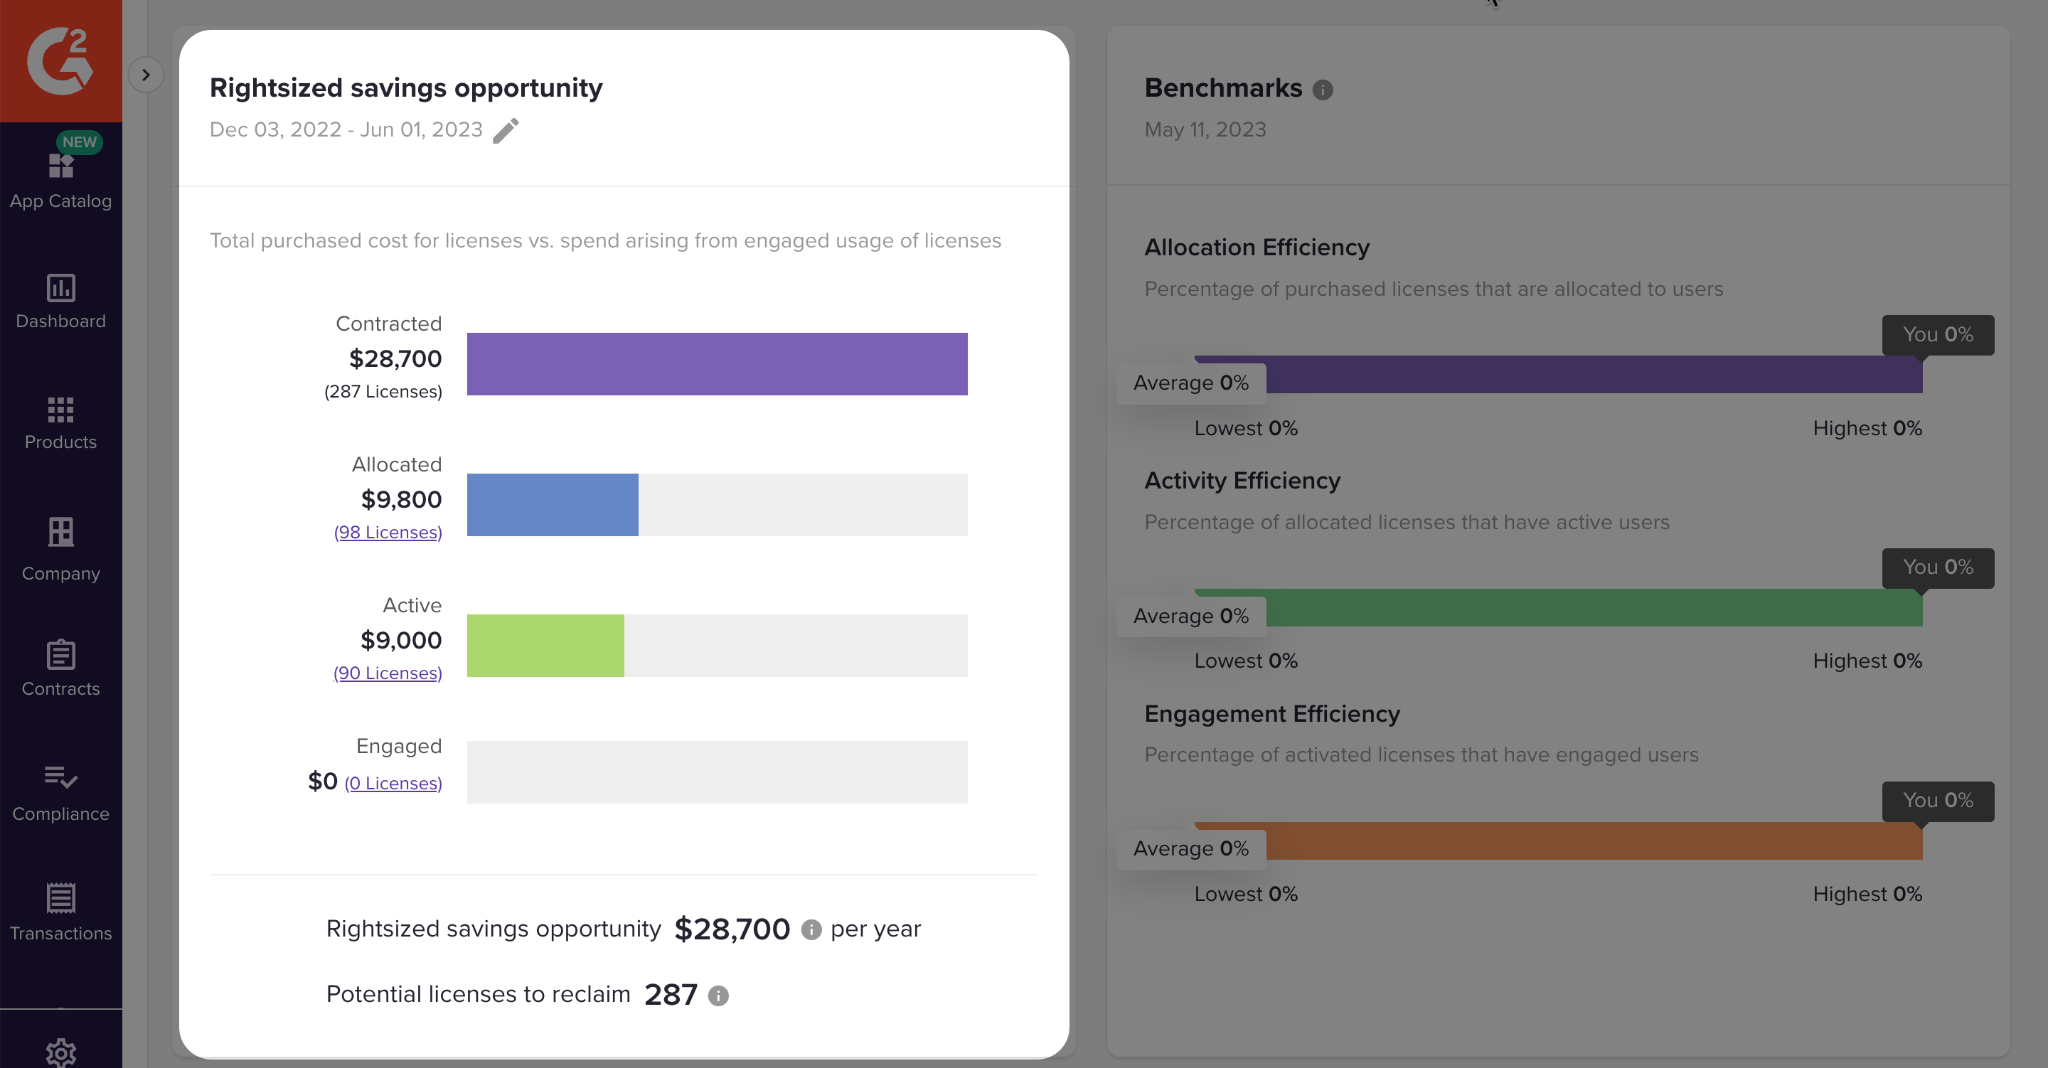 G2
NEW
App Catalog
Dashboard
Products
Company
Contracts
Compliance
Transactions
Rightsized savings opportunity
Dec 03, 2022 - Jun 01, 2023
Total purchased cost for licenses vs. spend arising from engaged usage of licenses
Contracted
$28,700
(287 Licenses)
Allocated
$9,800
(98 Licenses)
Active
$9,000
(90 Licenses)
Engaged
$0 (0 Licenses)
Rightsized savings opportunity $28,700 i per year
Potential licenses to reclaim 287 i
Benchmarks i
May 11, 2023
Allocation Efficiency
Percentage of purchased licenses that are allocated to users
You 0%
Average 0%
Lowest 0% Highest 0%
Activity Efficiency
Percentage of allocated licenses that have active users
You 0%
Average 0%
Lowest 0% Highest 0%
Engagement Efficiency
Percentage of activated licenses that have engaged users
You 0%
Average 0%
Lowest 0% Highest 0%